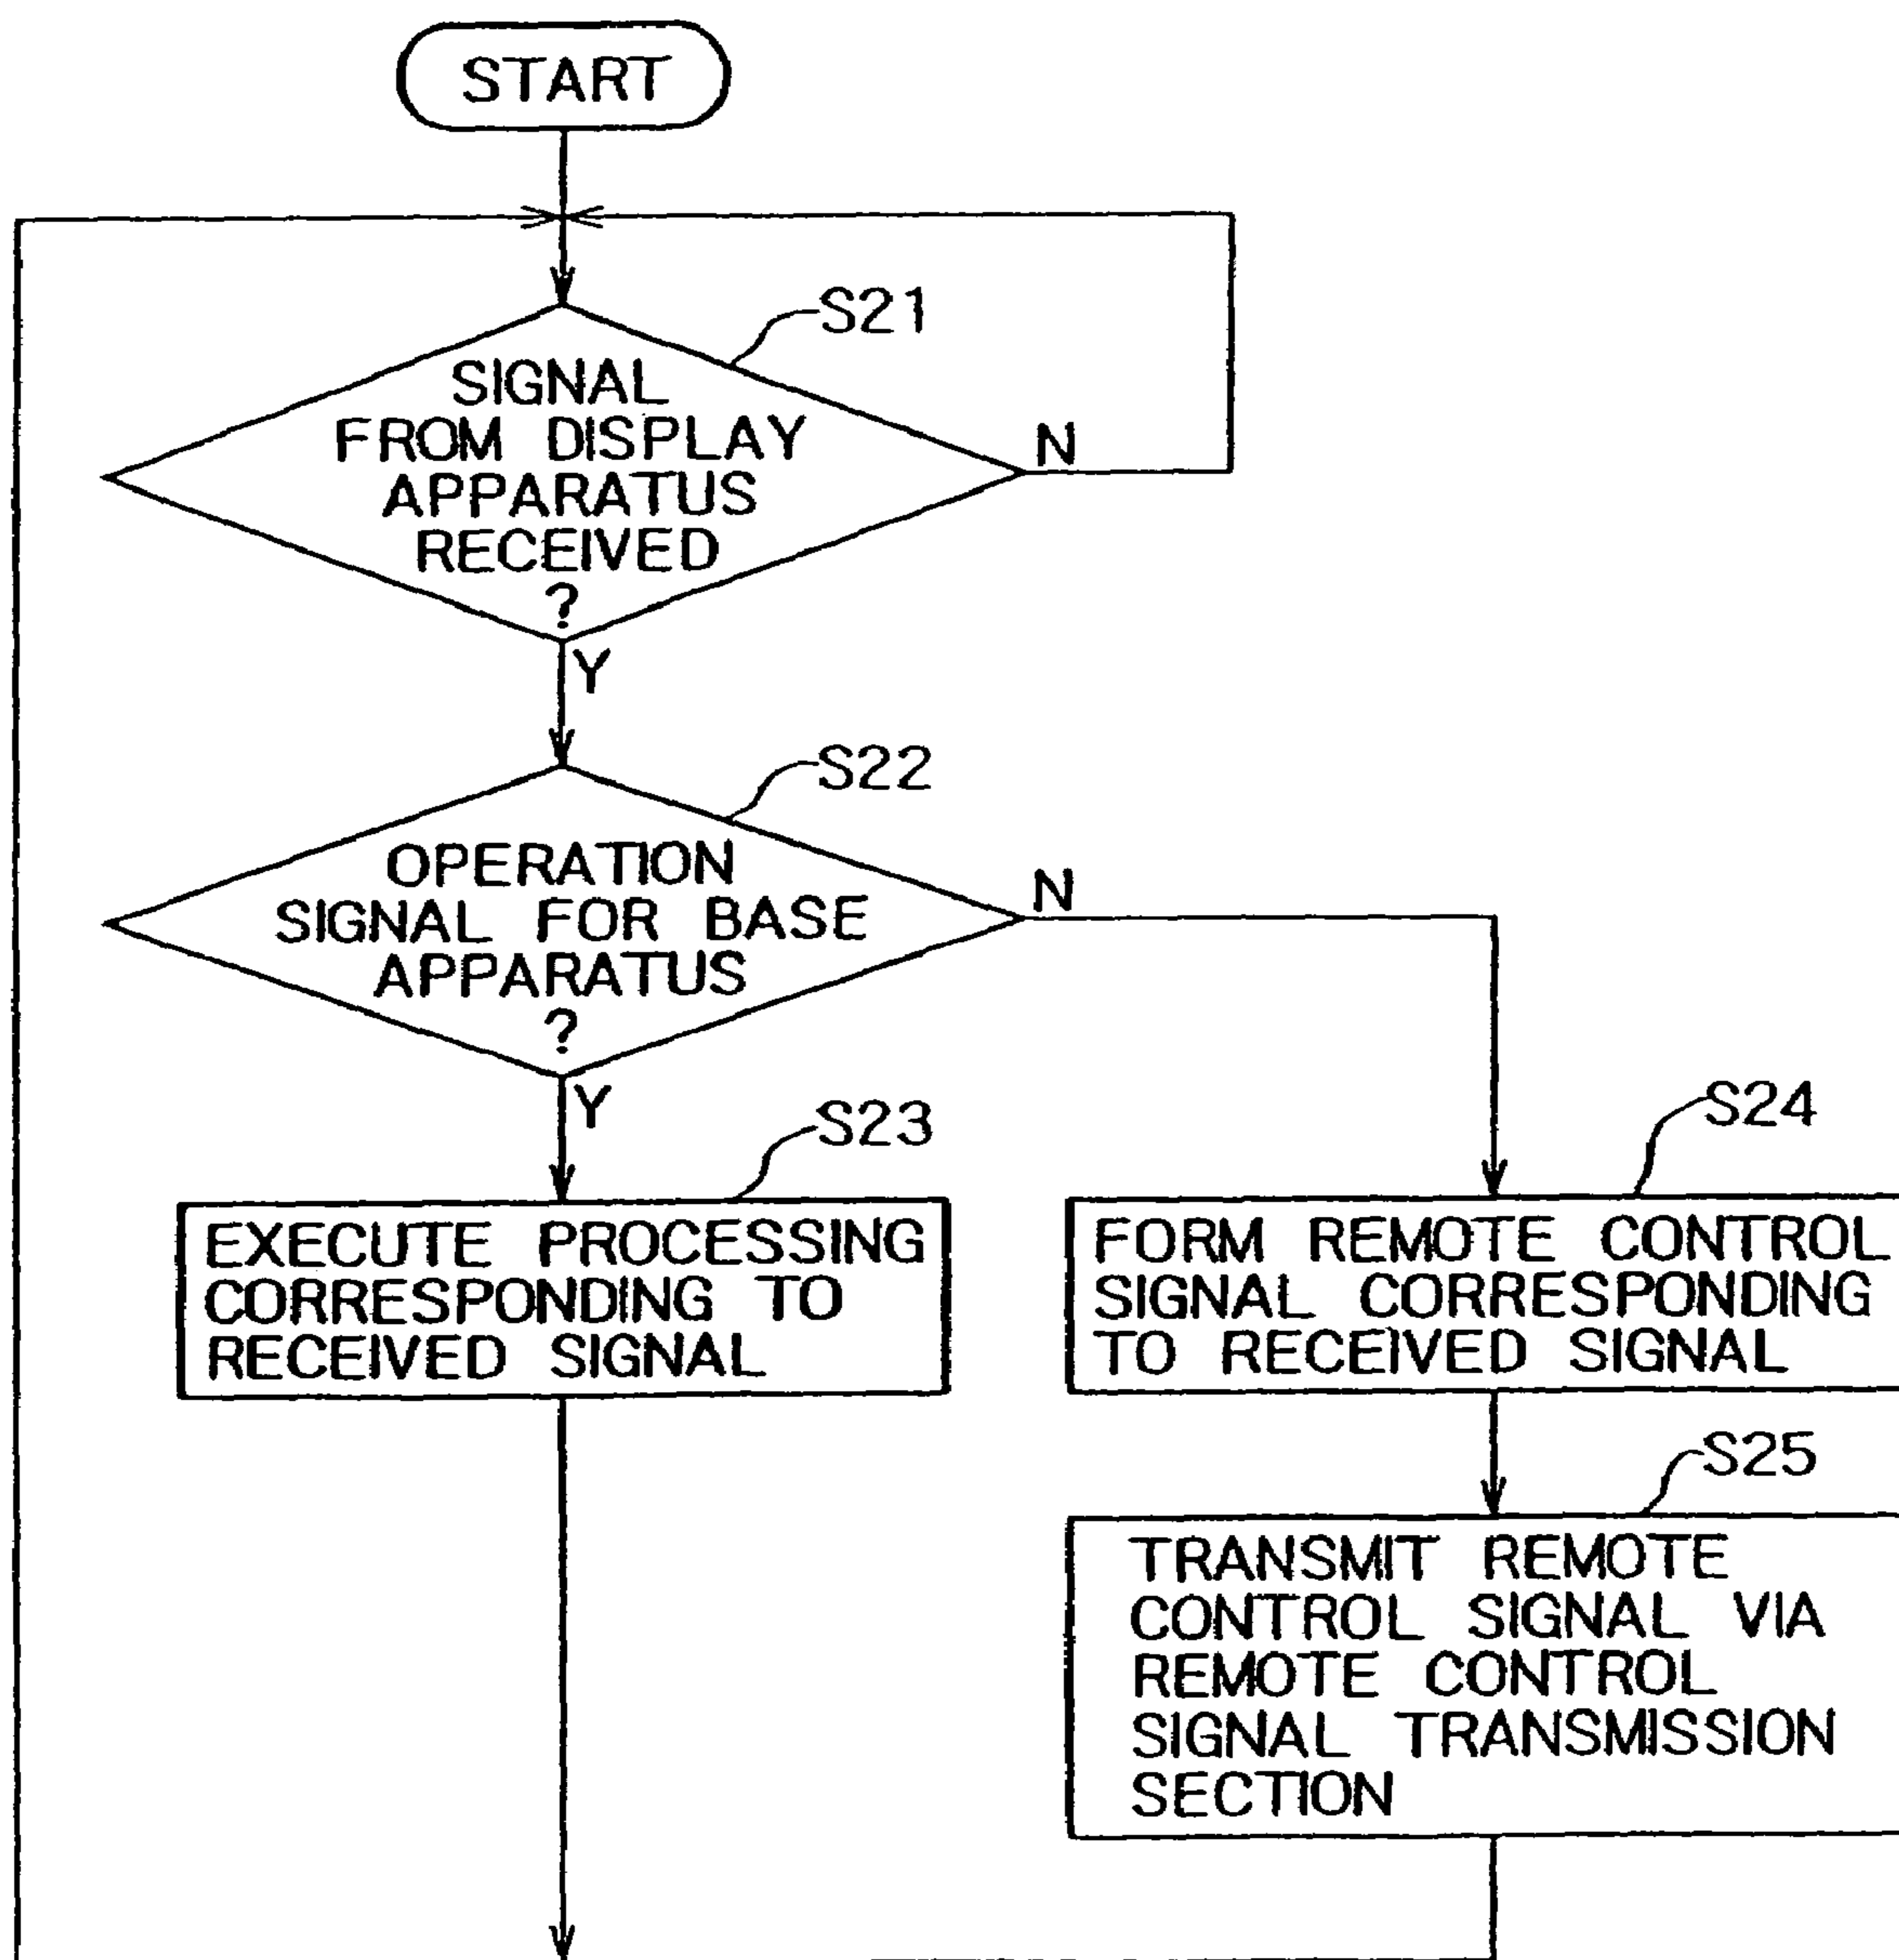 START
S21
SIGNAL
FROM DISPLAY
APPARATUS
RECEIVED
?
N
Y
S22
OPERATION
SIGNAL FOR BASE
APPARATUS
?
N
Y
S23
EXECUTE PROCESSING
CORRESPONDING TO
RECEIVED SIGNAL
S24
FORM REMOTE CONTROL
SIGNAL CORRESPONDING
TO RECEIVED SIGNAL
S25
TRANSMIT REMOTE
CONTROL SIGNAL VIA
REMOTE CONTROL
SIGNAL TRANSMISSION
SECTION